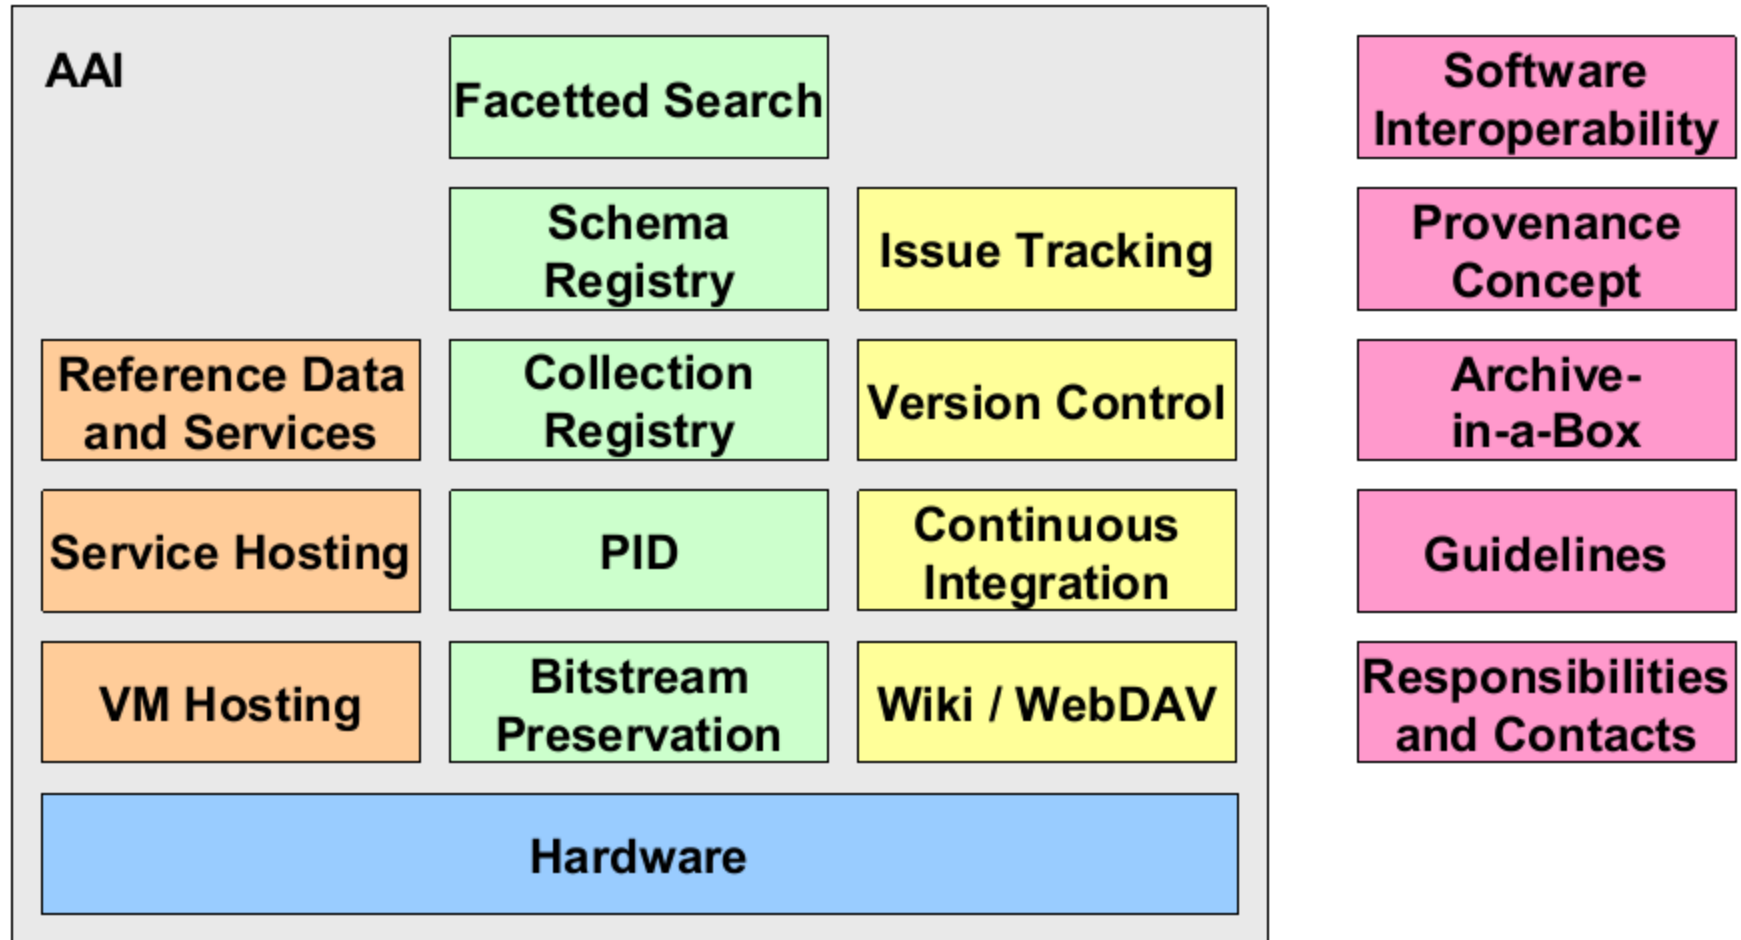 AAI
Facetted Search
Software
Interoperability
Schema
Registry
Issue Tracking
Provenance
Concept
Reference Data
and Services
Collection
Registry
Version Control
Archive-
in-a-Box
Service Hosting
PID
Continuous
Integration
Guidelines
VM Hosting
Bitstream
Preservation
Wiki / WebDAV
Responsibilities
and Contacts
Hardware